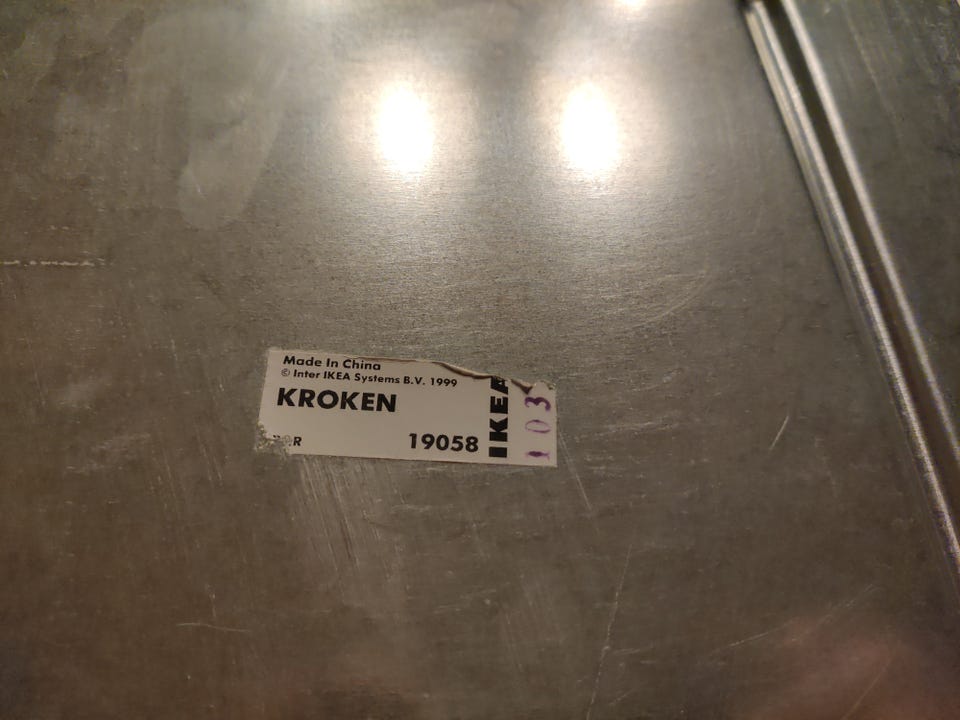 Made In China
© Inter IKEA Systems B.V. 1999
KROKEN
19058
IKEA
103